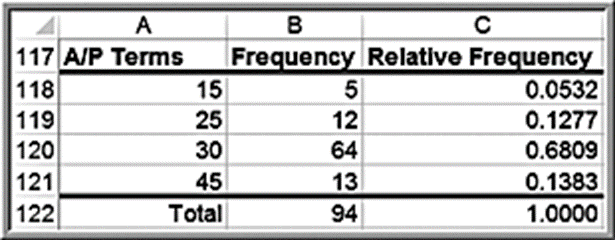 A B C
117 A/P Terms Frequency Relative Frequency
118 15 5 0.0532
119 25 12 0.1277
120 30 64 0.6809
121 45 13 0.1383
122 Total 94 1.0000